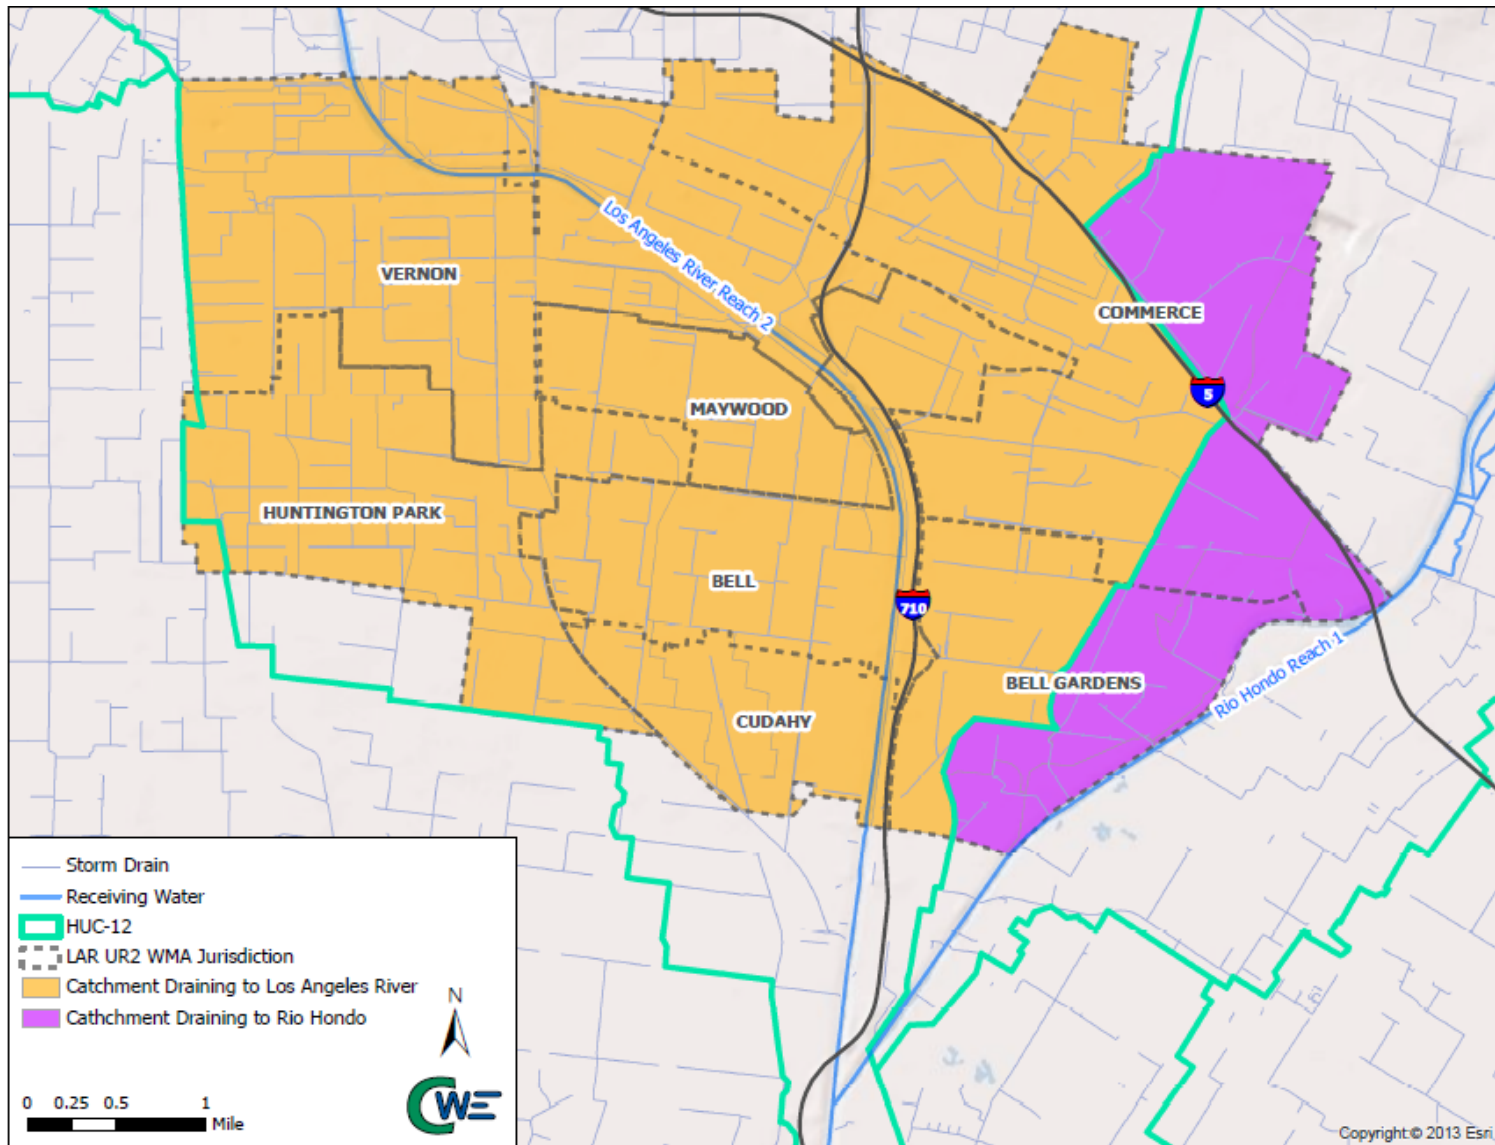 VERNON
Los Angeles River Reach 2
COMMERCE
5
MAYWOOD
HUNTINGTON PARK
BELL
710
BELL GARDENS
Rio Hondo Reach 1
CUDAHY
Storm Drain
Receiving Water
HUC-12
LAR UR2 WMA Jurisdiction
Catchment Draining to Los Angeles River
Cathchment Draining to Rio Hondo
N
0 0.25 0.5 1
Mile
CWE
Copyright:© 2013 Esri